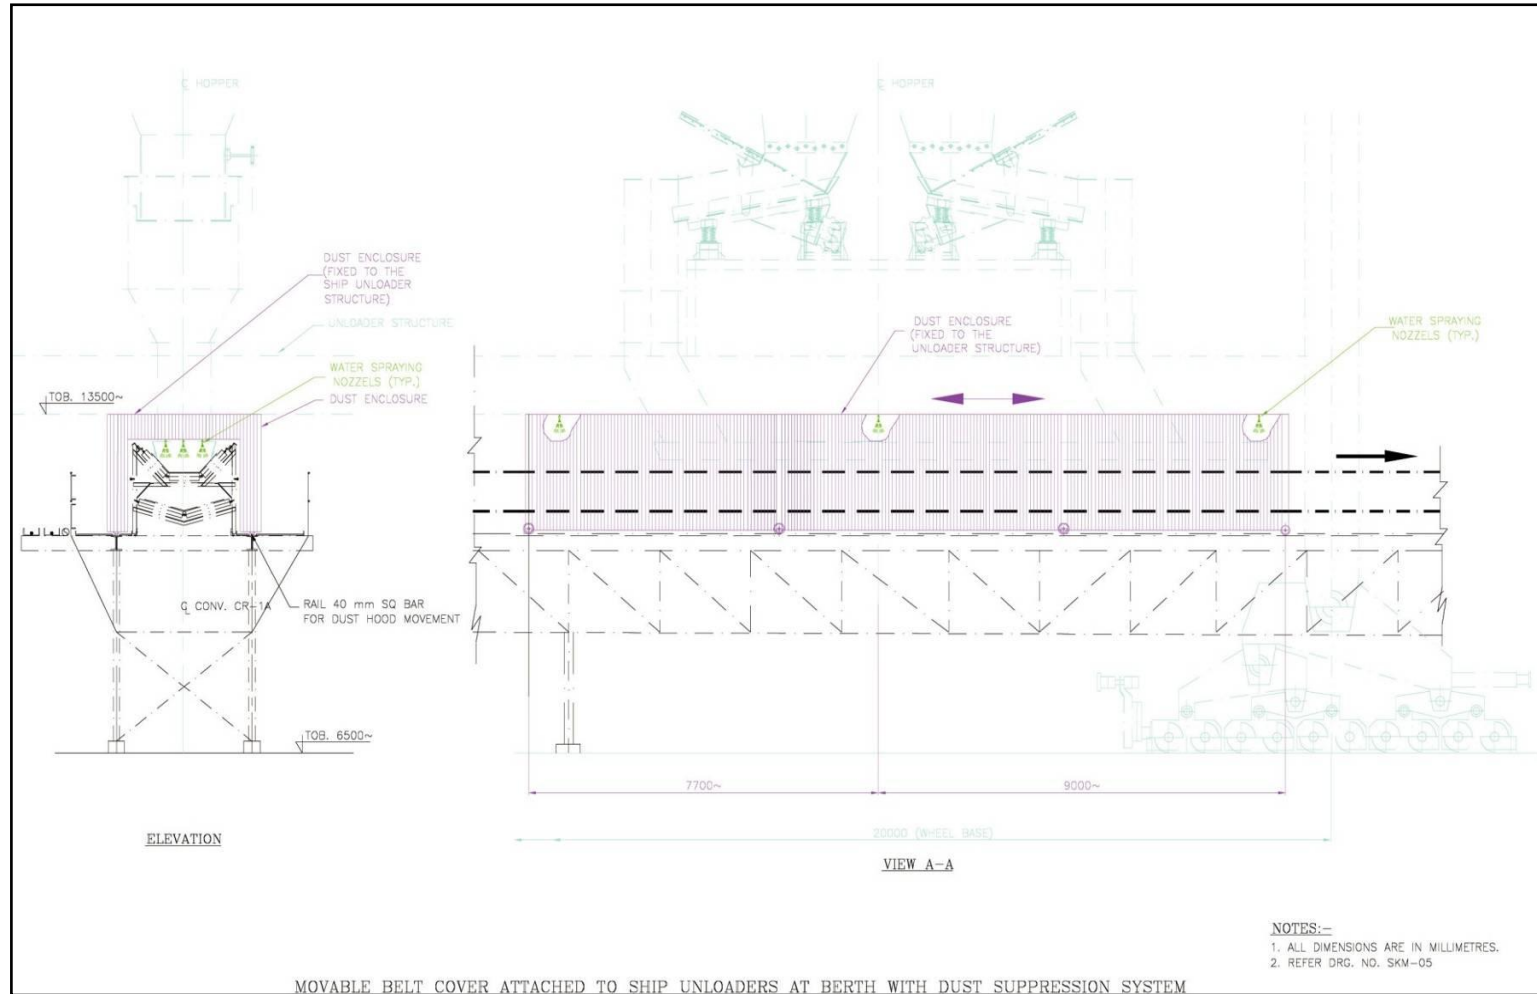 ℄ HOPPER
℄ HOPPER
DUST ENCLOSURE
(FIXED TO THE
SHIP UNLOADER
STRUCTURE)
UNLOADER STRUCTURE
WATER SPRAYING
NOZZELS (TYP.)
DUST ENCLOSURE
TOB. 13500~
DUST ENCLOSURE
(FIXED TO THE
UNLOADER STRUCTURE)
WATER SPRAYING
NOZZELS (TYP.)
℄ CONV. CR-1A
RAIL 40 mm SQ BAR
FOR DUST HOOD MOVEMENT
TOB. 6500~
7700~
9000~
20000 (WHEEL BASE)
ELEVATION
VIEW A-A
NOTES:-
1. ALL DIMENSIONS ARE IN MILLIMETRES.
2. REFER DRG. NO. SKM-05
MOVABLE BELT COVER ATTACHED TO SHIP UNLOADERS AT BERTH WITH DUST SUPPRESSION SYSTEM